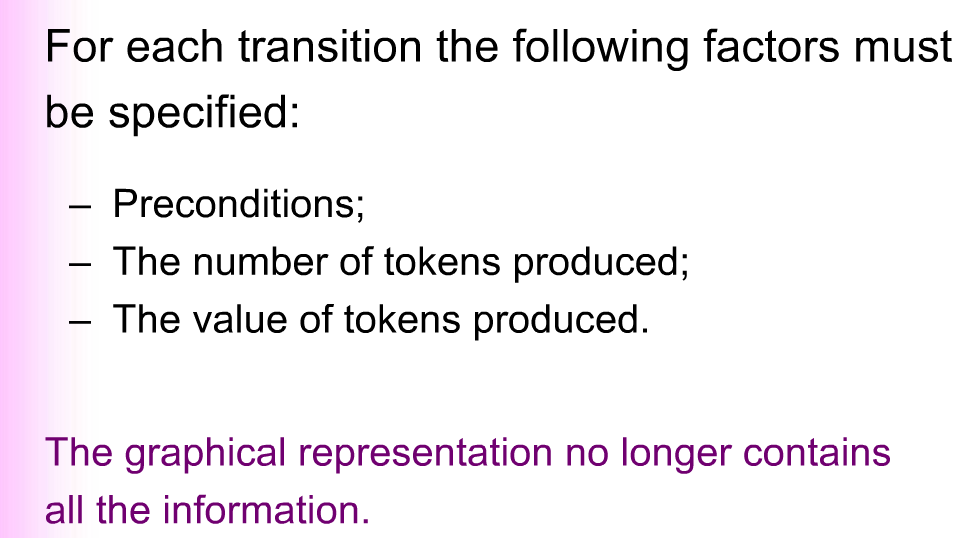 For each transition the following factors must
be specified:
– Preconditions;
– The number of tokens produced;
– The value of tokens produced.
The graphical representation no longer contains
all the information.